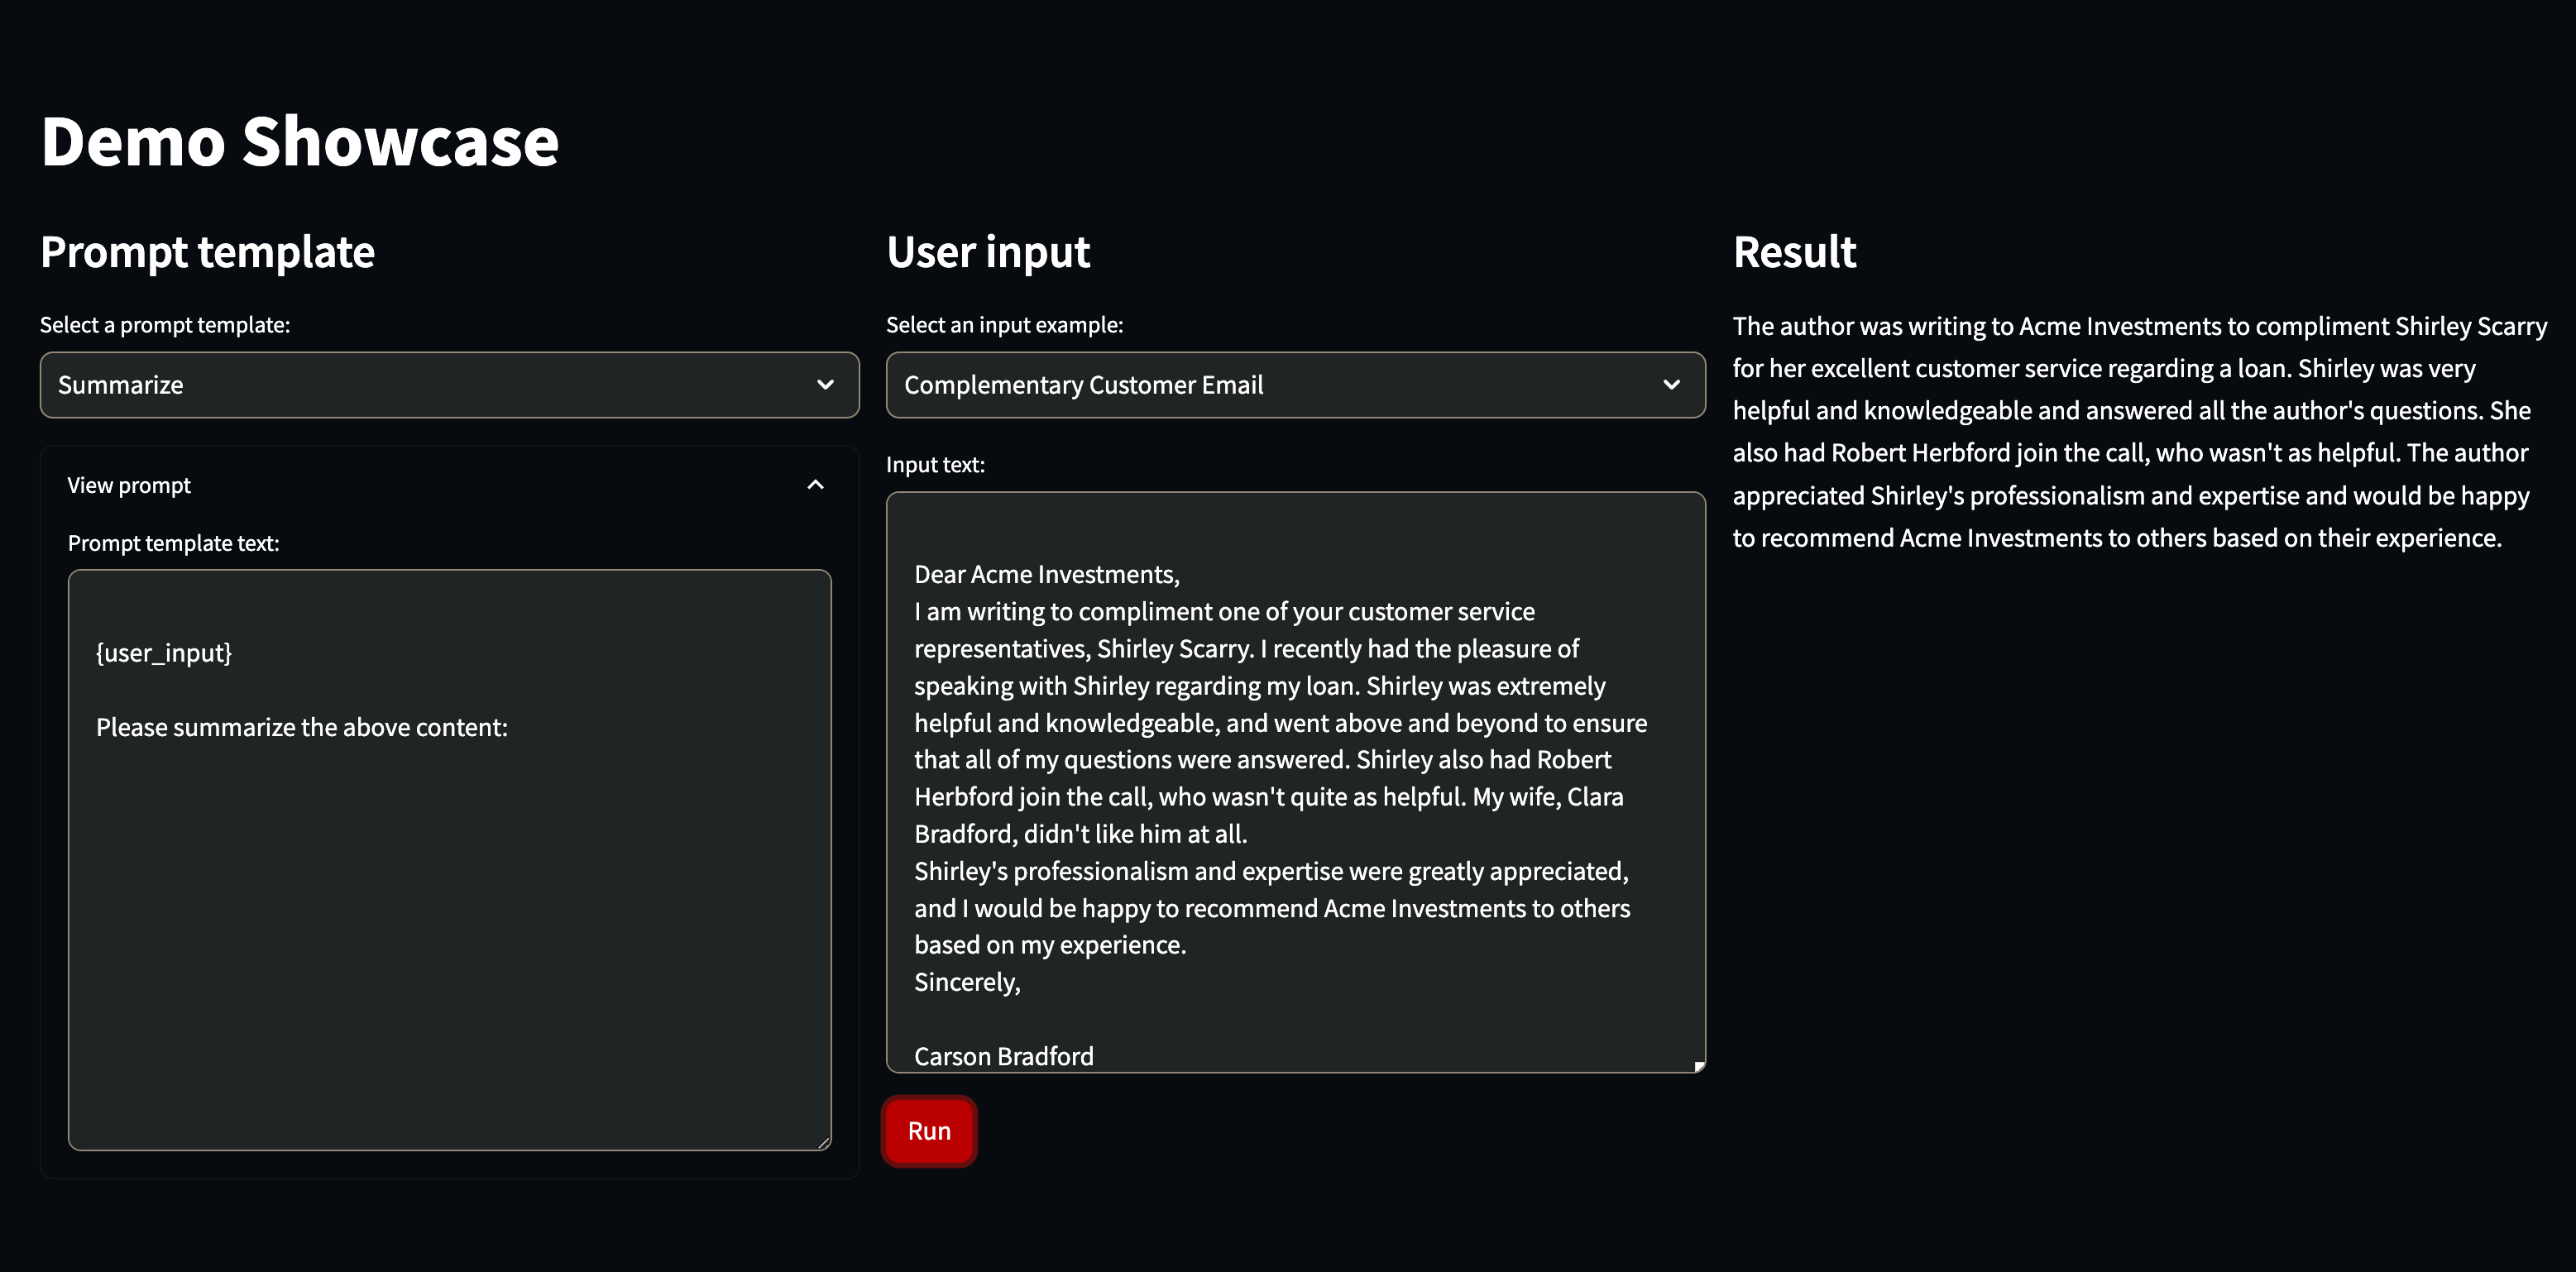 Demo Showcase
Prompt template
Select a prompt template:
Summarize
View prompt
Prompt template text:
{user_input}
Please summarize the above content:
User input
Select an input example:
Complementary Customer Email
Input text:
Dear Acme Investments,
I am writing to compliment one of your customer service
representatives, Shirley Scarry. I recently had the pleasure of
speaking with Shirley regarding my loan. Shirley was extremely
helpful and knowledgeable, and went above and beyond to ensure
that all of my questions were answered. Shirley also had Robert
Herbford join the call, who wasn't quite as helpful. My wife, Clara
Bradford, didn't like him at all.
Shirley's professionalism and expertise were greatly appreciated,
and I would be happy to recommend Acme Investments to others
based on my experience.
Sincerely,
Carson Bradford
Run
Result
The author was writing to Acme Investments to compliment Shirley Scarry
for her excellent customer service regarding a loan. Shirley was very
helpful and knowledgeable and answered all the author's questions. She
also had Robert Herbford join the call, who wasn't as helpful. The author
appreciated Shirley's professionalism and expertise and would be happy
to recommend Acme Investments to others based on their experience.